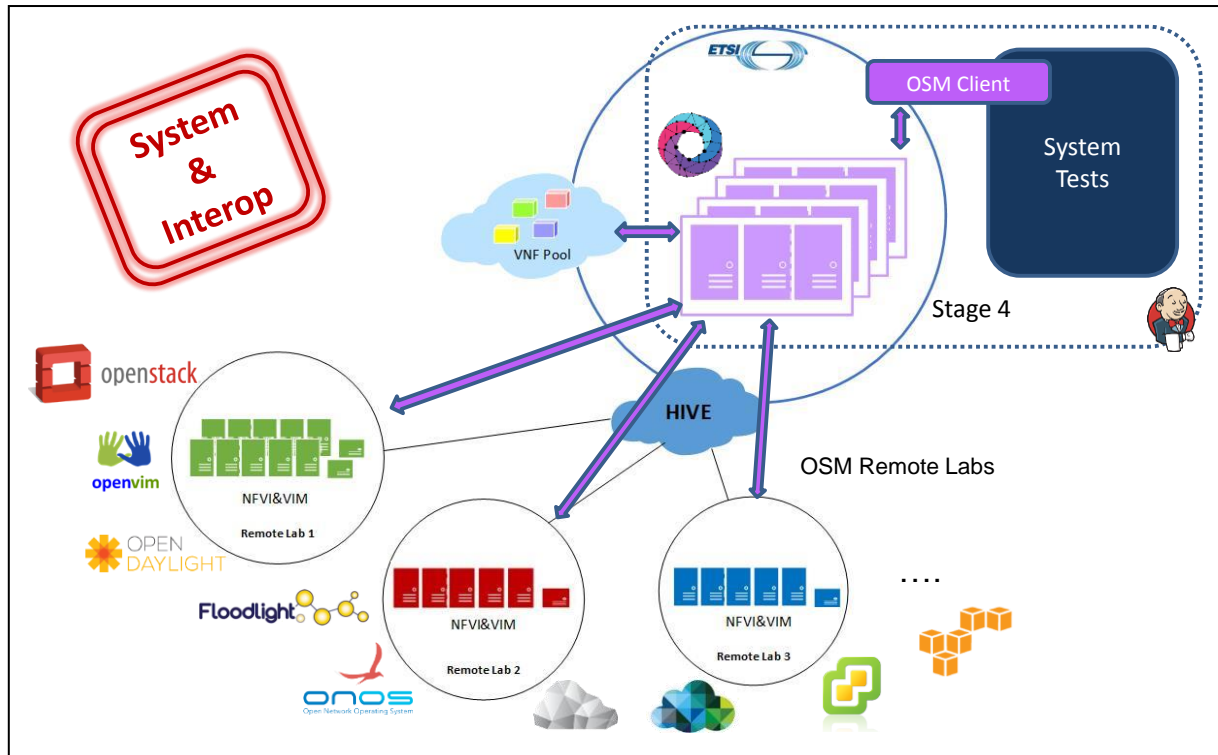 System
&
Interop
ETSI
OSM Client
System
Tests
VNF Pool
Stage 4
openstack
HIVE
OSM Remote Labs
openvim
NFVI&VIM
Remote Lab 1
OPEN
DAYLIGHT
....
Floodlight
NFVI&VIM
Remote Lab 2
NFVI&VIM
Remote Lab 3
onos
Open Network Operating System